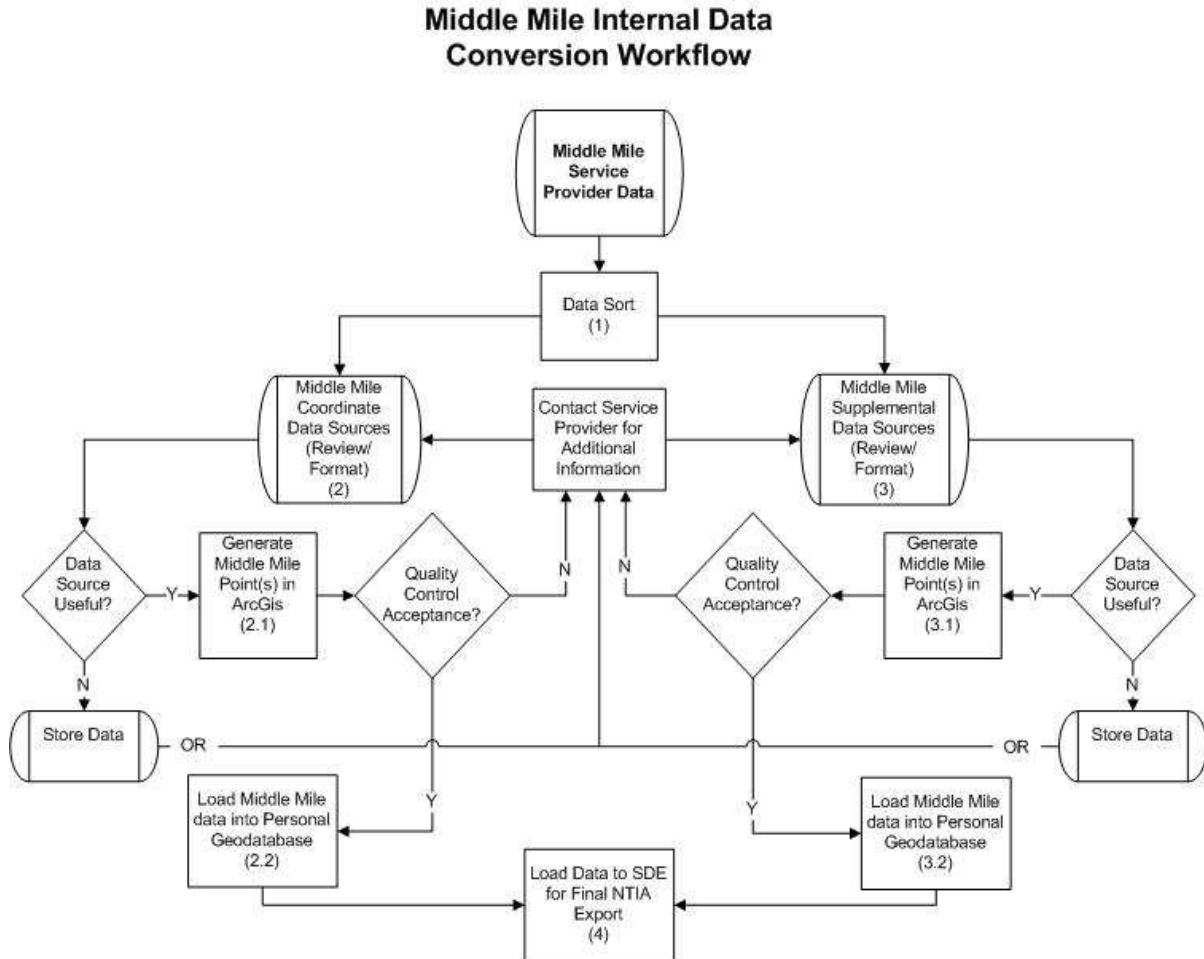 Middle Mile Internal Data
Conversion Workflow
Middle Mile
Service
Provider Data
Data Sort
(1)
Middle Mile
Coordinate
Data Sources
(Review/
Format)
(2)
Contact Service
Provider for
Additional
Information
Middle Mile
Supplemental
Data Sources
(Review/
Format)
(3)
Data
Source
Useful?
Y
Generate
Middle Mile
Point(s) in
ArcGis
(2.1)
Quality
Control
Acceptance?
N
N
Quality
Control
Acceptance?
Generate
Middle Mile
Point(s) in
ArcGis
(3.1)
Y
Data
Source
Useful?
N
N
Store Data
OR
OR
Store Data
Y
Y
Load Middle Mile
data into Personal
Geodatabase
(2.2)
Load Middle Mile
data into Personal
Geodatabase
(3.2)
Load Data to SDE
for Final NTIA
Export
(4)